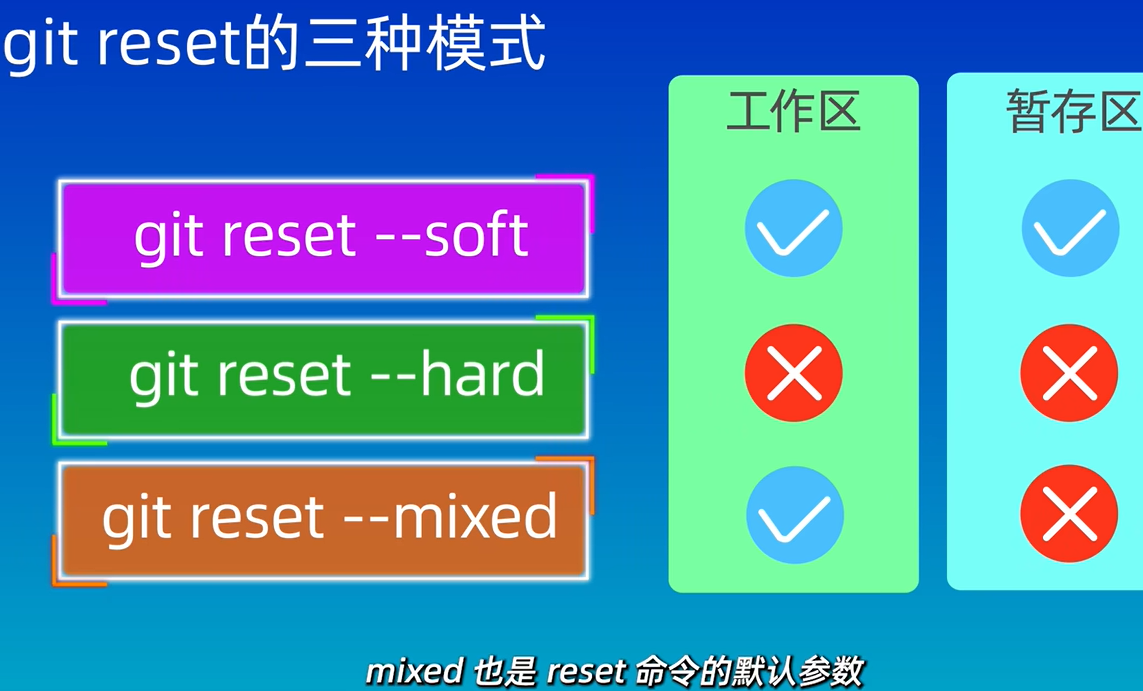 git reset的三种模式
工作区
暂存区
git reset --soft
git reset --hard
git reset --mixed
mixed 也是 reset 命令的默认参数